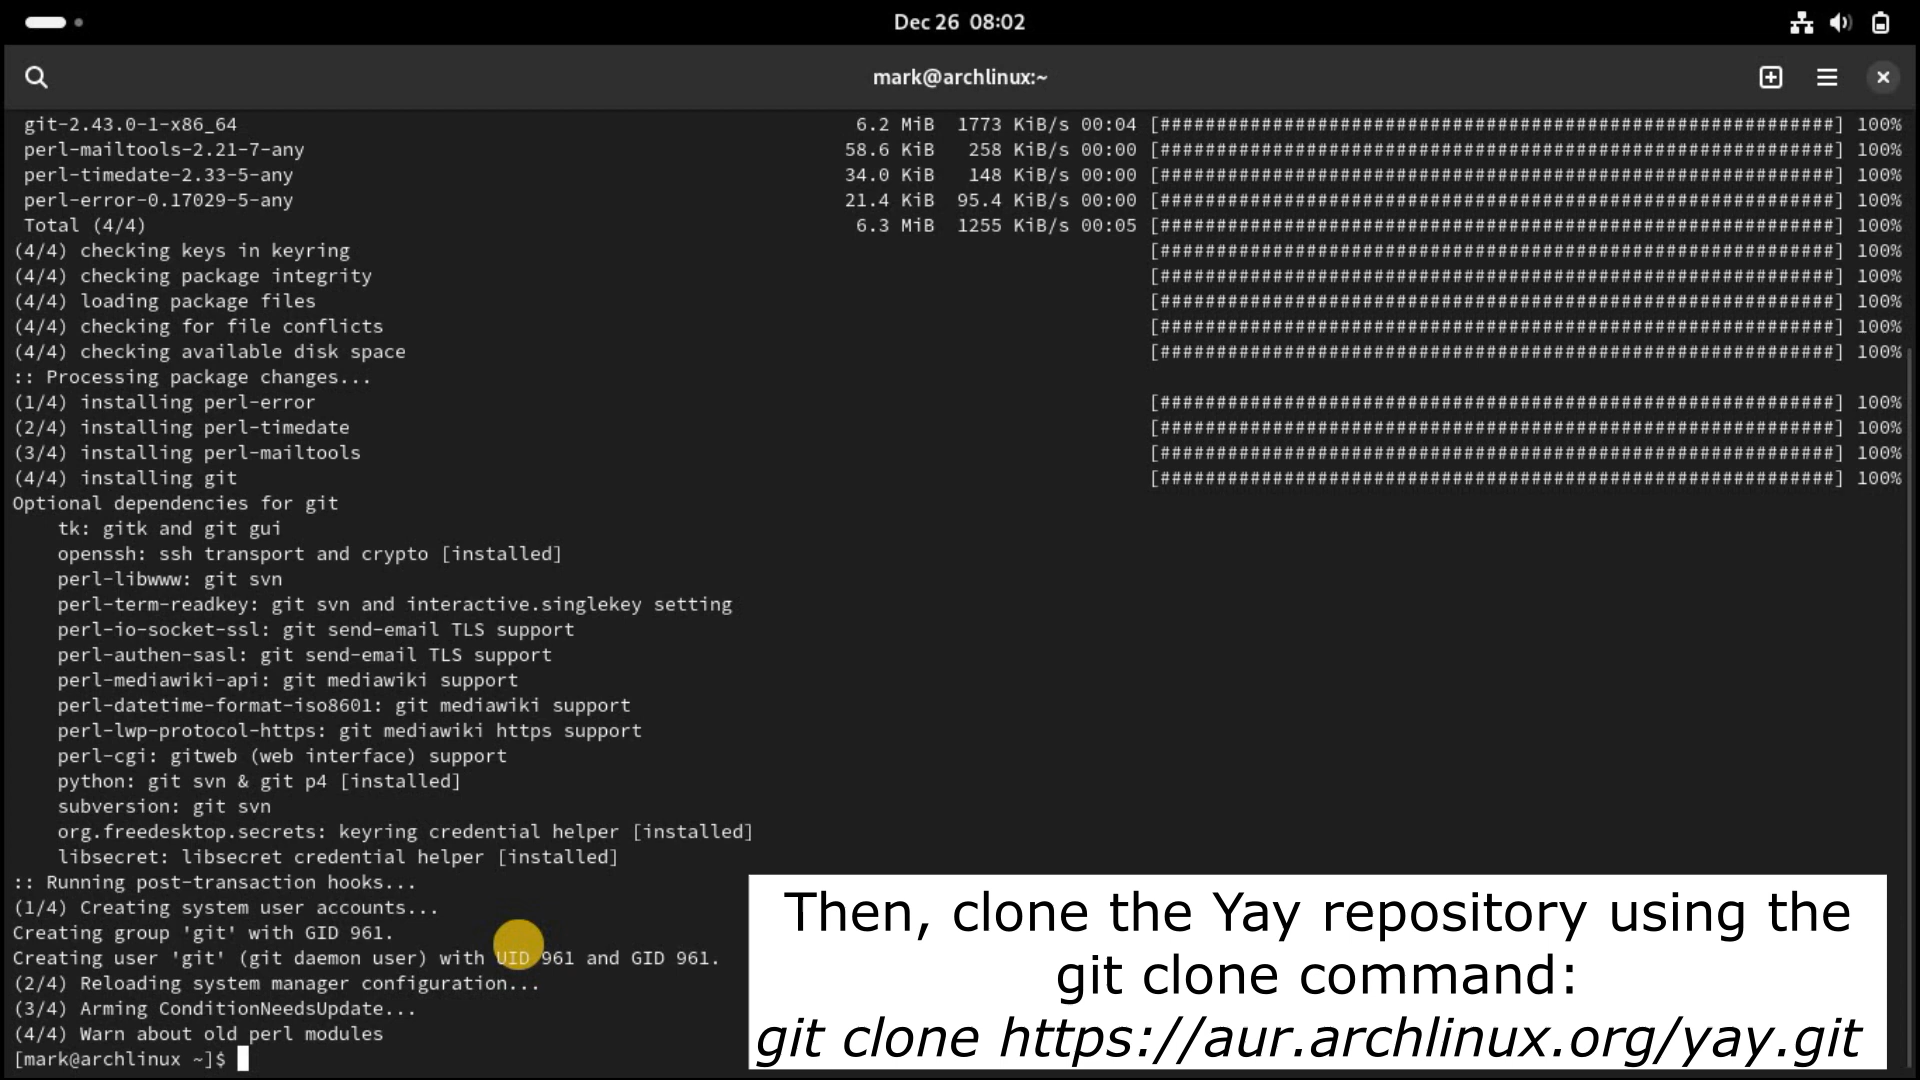 Dec 26 08:02
mark@archlinux:~
git-2.43.0-1-x86_64 6.2 MiB 1773 KiB/s 00:04 [############################################################] 100%
perl-mailtools-2.21-7-any 58.6 KiB 258 KiB/s 00:00 [############################################################] 100%
perl-timedate-2.33-5-any 34.0 KiB 148 KiB/s 00:00 [############################################################] 100%
perl-error-0.17029-5-any 21.4 KiB 95.4 KiB/s 00:00 [############################################################] 100%
Total (4/4) 6.3 MiB 1255 KiB/s 00:05 [############################################################] 100%
(4/4) checking keys in keyring [############################################################] 100%
(4/4) checking package integrity [############################################################] 100%
(4/4) loading package files [############################################################] 100%
(4/4) checking for file conflicts [############################################################] 100%
(4/4) checking available disk space [############################################################] 100%
:: Processing package changes...
(1/4) installing perl-error [############################################################] 100%
(2/4) installing perl-timedate [############################################################] 100%
(3/4) installing perl-mailtools [############################################################] 100%
(4/4) installing git [############################################################] 100%
Optional dependencies for git
tk: gitk and git gui
openssh: ssh transport and crypto [installed]
perl-libwww: git svn
perl-term-readkey: git svn and interactive.singlekey setting
perl-io-socket-ssl: git send-email TLS support
perl-authen-sasl: git send-email TLS support
perl-mediawiki-api: git mediawiki support
perl-datetime-format-iso8601: git mediawiki support
perl-lwp-protocol-https: git mediawiki https support
perl-cgi: gitweb (web interface) support
python: git svn & git p4 [installed]
subversion: git svn
org.freedesktop.secrets: keyring credential helper [installed]
libsecret: libsecret credential helper [installed]
:: Running post-transaction hooks...
(1/4) Creating system user accounts...
Creating group 'git' with GID 961.
Creating user 'git' (git daemon user) with UID 961 and GID 961.
(2/4) Reloading system manager configuration...
(3/4) Arming ConditionNeedsUpdate...
(4/4) Warn about old perl modules
[mark@archlinux ~]$
Then, clone the Yay repository using the
git clone command:
git clone https://aur.archlinux.org/yay.git